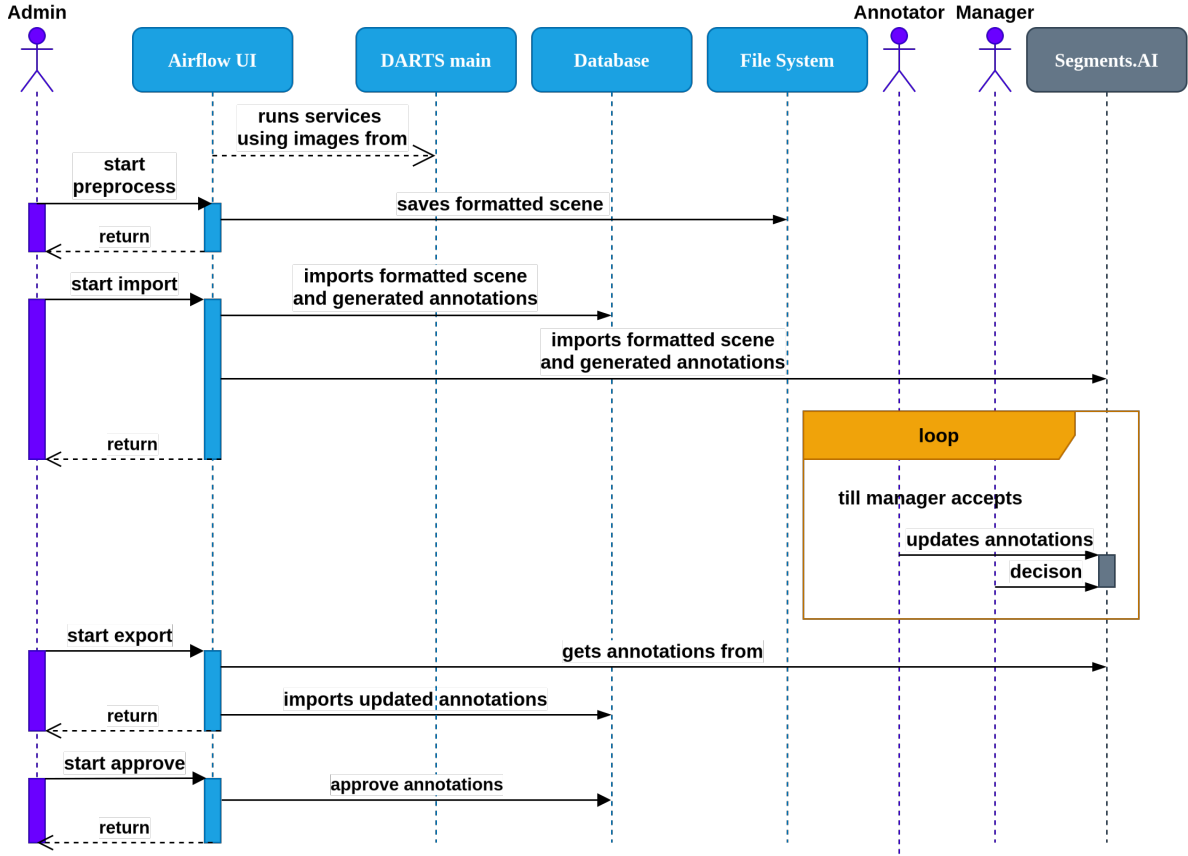 Admin
Annotator
Manager
Airflow UI
DARTS main
Database
File System
Segments.AI
runs services
using images from
start
preprocess
saves formatted scene
return
start import
imports formatted scene
and generated annotations
imports formatted scene
and generated annotations
return
loop
till manager accepts
updates annotations
decison
start export
gets annotations from
imports updated annotations
return
start approve
approve annotations
return